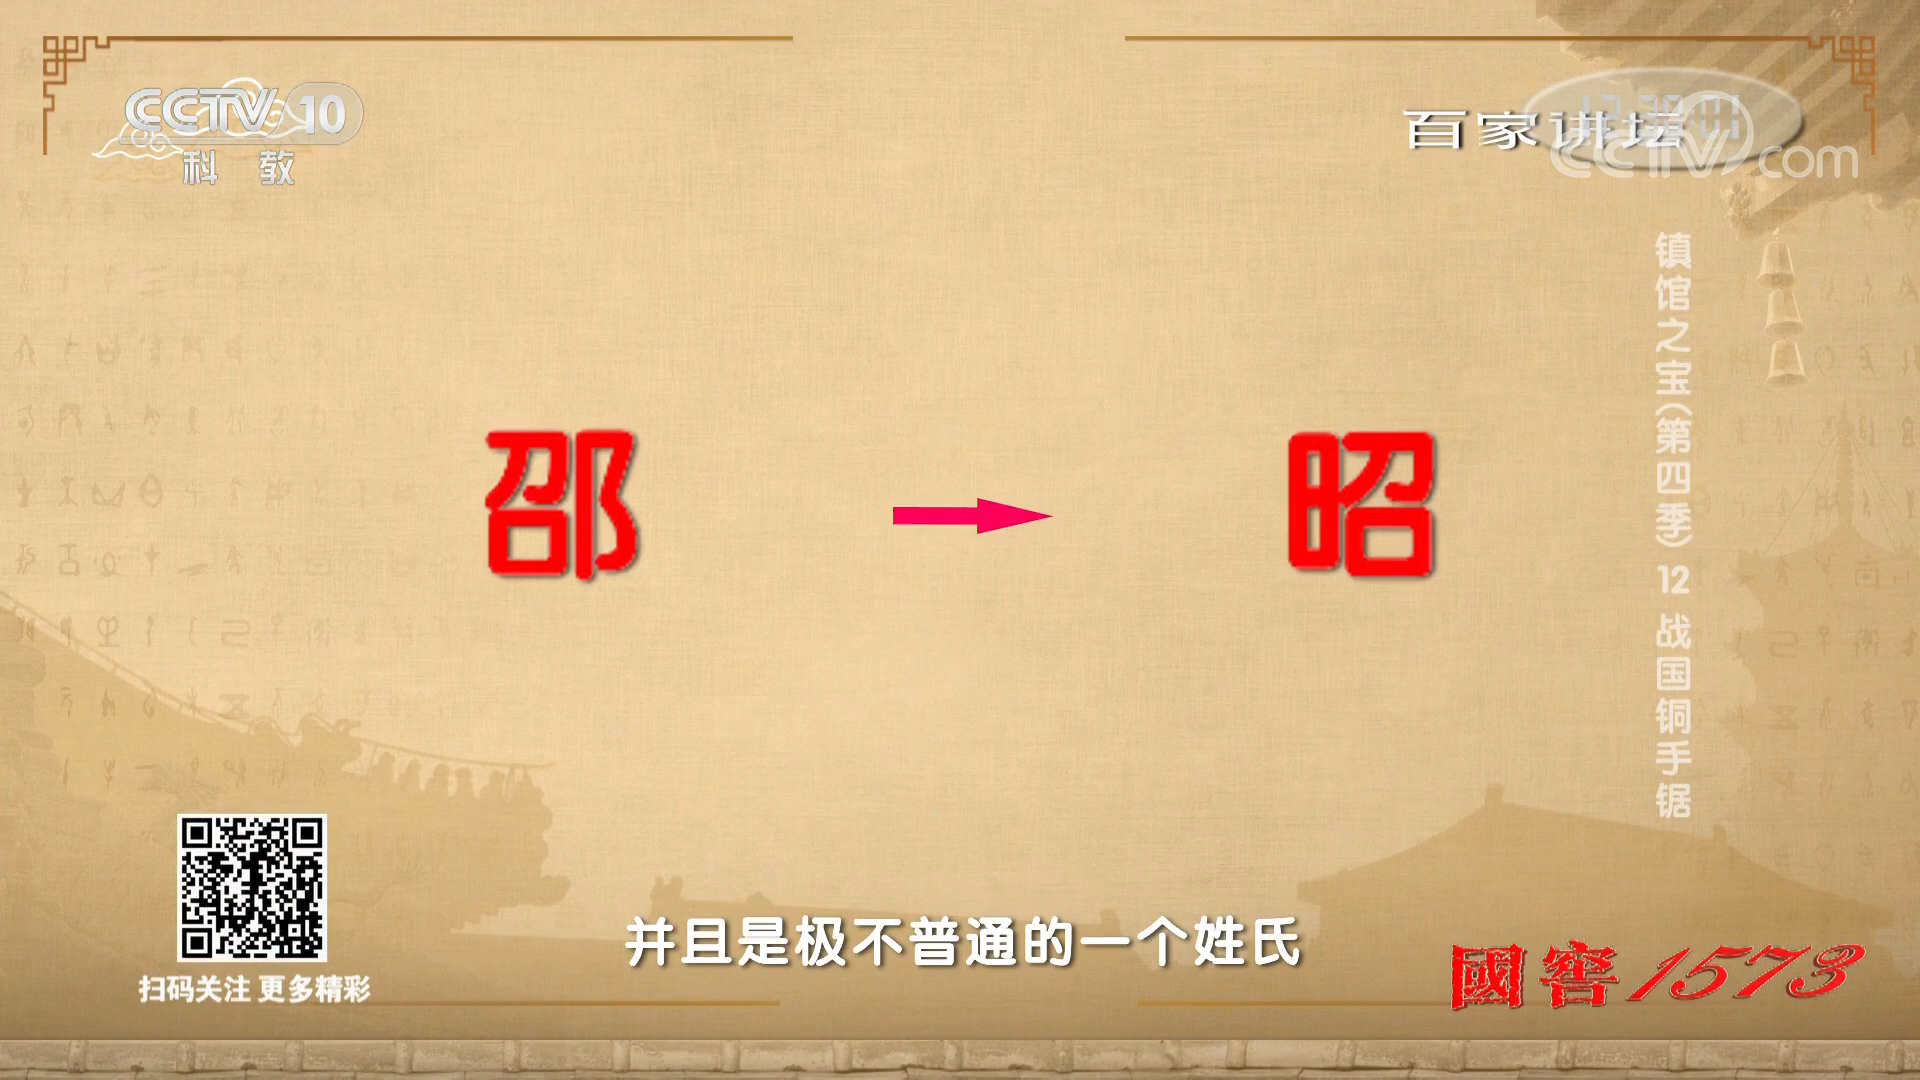 CCTV 10
科 教
百家讲坛
CCTV com
镇馆之宝(第四季)12 战国铜手锯
邵
昭
并且是极不普通的一个姓氏
扫码关注 更多精彩
國窖1573